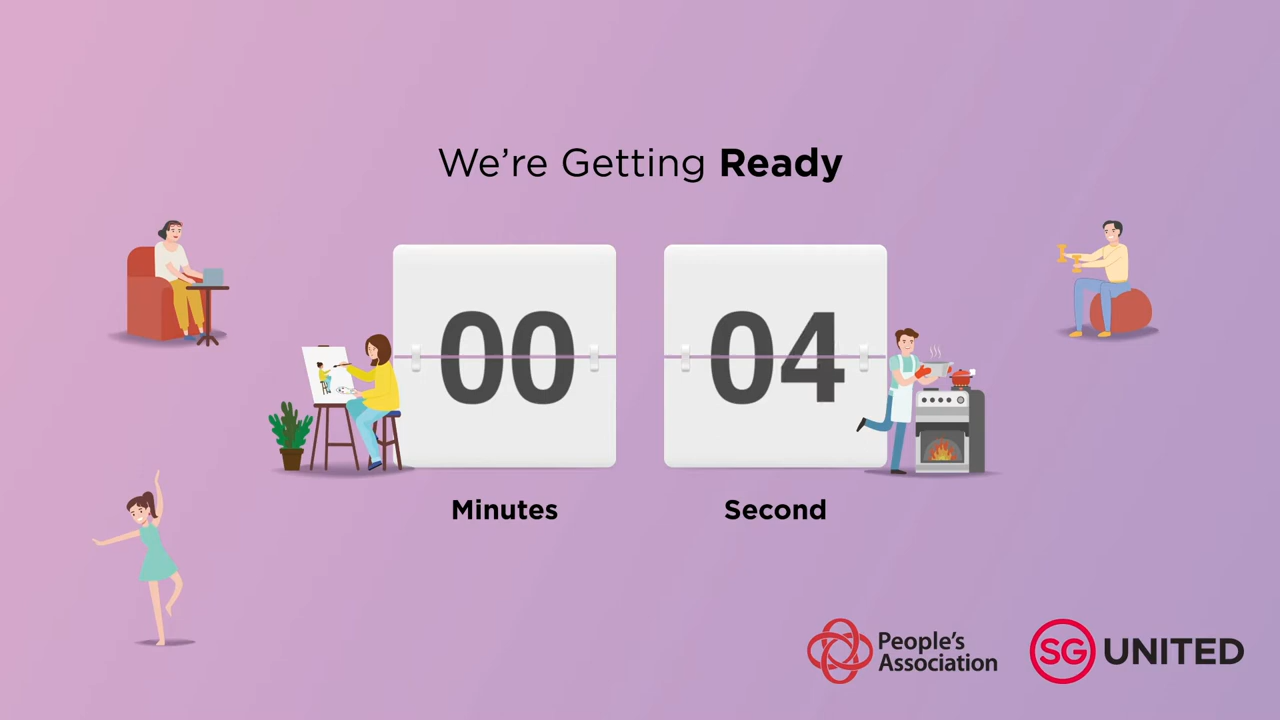 We're Getting Ready
00
04
Minutes
Second
People's
Association
SG UNITED